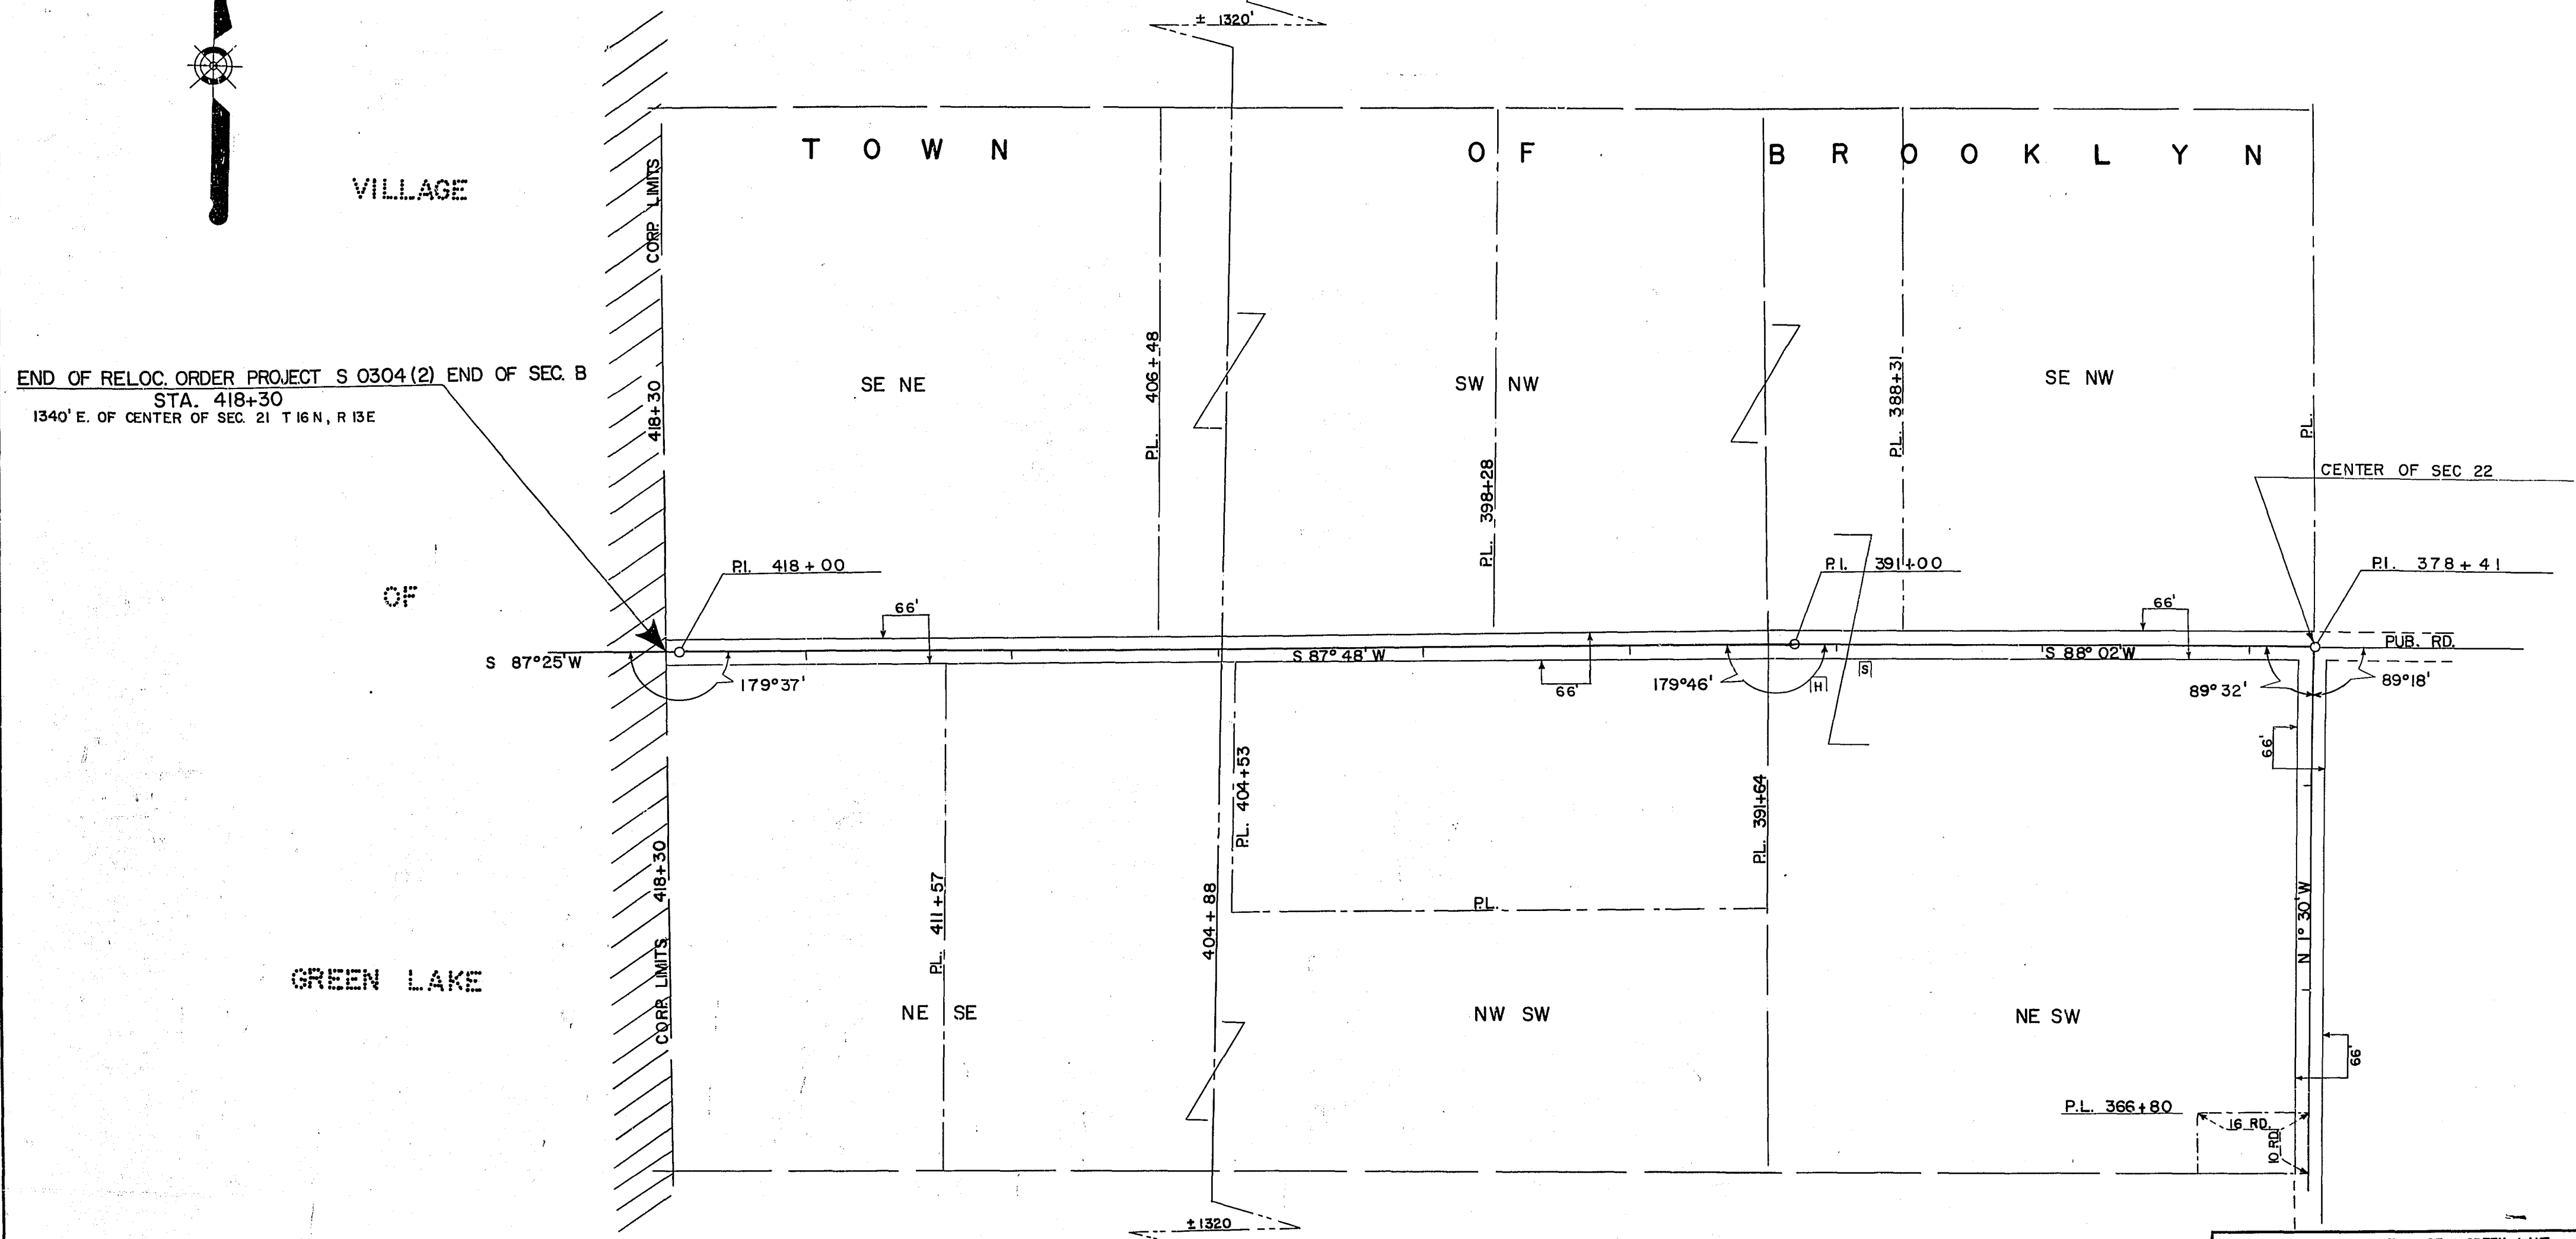 ± 1320'
TOWN OF BROOKLYN
VILLAGE
OF
GREEN LAKE
CORP. LIMITS
418+30
END OF RELOC. ORDER PROJECT S 0304(2) END OF SEC. B
STA. 418+30
1340' E. OF CENTER OF SEC. 21 T 16 N, R 13 E
SE NE
P.L. 406+48
SW NW
P.L. 398+28
P.L. 388+31
SE NW
P.L.
CENTER OF SEC 22
P.I. 418+00
P.I. 391+00
P.I. 378+41
66'
66'
PUB. RD.
S 87°25'W
S 87°48'W
S 88°02'W
179°37'
66'
179°46'
H
S
89°32'
89°18'
66'
P.L. 404+53
P.L. 391+64
CORP. LIMITS 418+30
P.L. 411+57
404+88
P.L.
N 1°30'W
NE SE
NW SW
NE SW
66'
P.L. 366+80
16 RD.
10 RD.
±1320